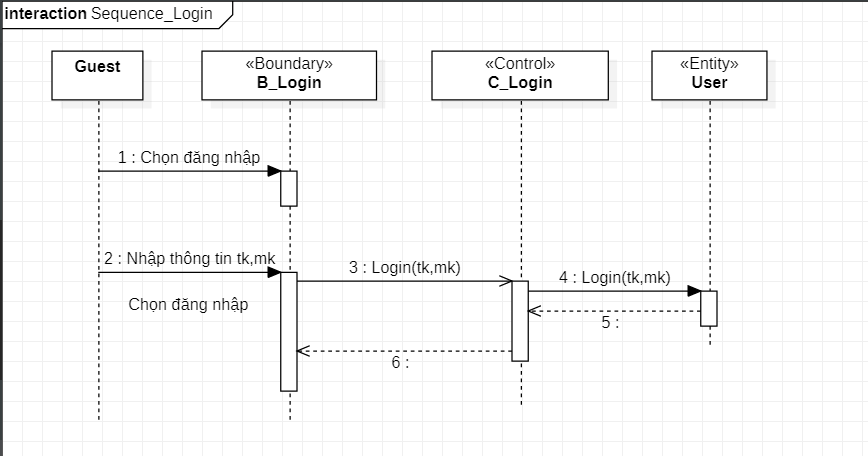 interaction Sequence_Login
Guest
«Boundary»
B_Login
«Control»
C_Login
«Entity»
User
1 : Chọn đăng nhập
2 : Nhập thông tin tk,mk
3 : Login(tk,mk)
4 : Login(tk,mk)
Chọn đăng nhập
5 :
6 :